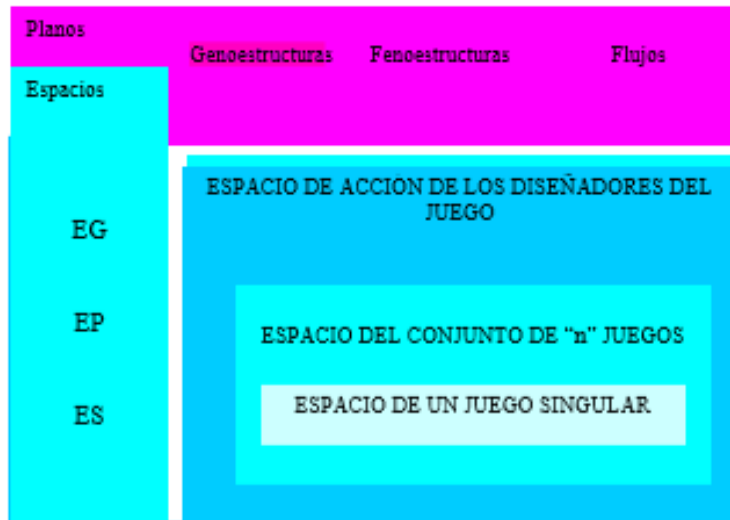 Planos
Genoestructuras Fenoestructuras Flujos
Espacios
ESPACIO DE ACCIÓN DE LOS DISEÑADORES DEL
JUEGO
EG
EP
ESPACIO DEL CONJUNTO DE “n” JUEGOS
ES
ESPACIO DE UN JUEGO SINGULAR